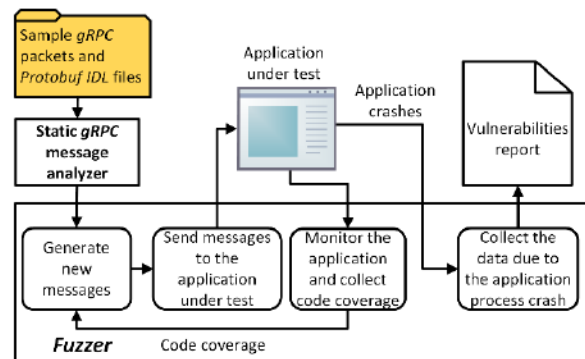 Sample gRPC
packets and
Protobuf IDL files
Application
under test
Application
crashes
Vulnerabilities
report
Static gRPC
message
analyzer
Generate
new
messages
Send messages
to the
application
under test
Monitor the
application
and collect
code coverage
Collect the
data due to
the application
process crash
Fuzzer
Code coverage